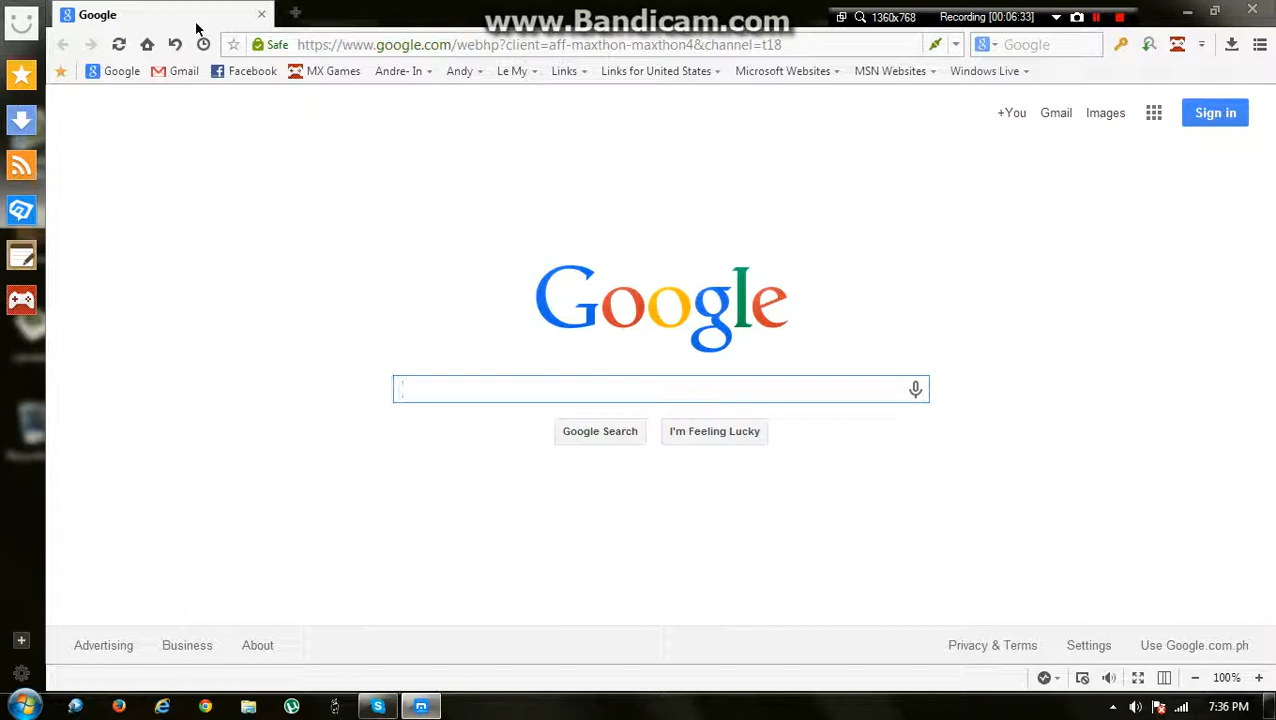 Google
www.Bandicam.com
1360x768
Recording [00:06:33]
Safe
https://www.google.com/webhp?client=aff-maxthon-maxthon4&channel=t18
Google
Google
Gmail
Facebook
MX Games
Andre- In
Andy
Le My
Links
Links for United States
Microsoft Websites
MSN Websites
Windows Live
+You
Gmail
Images
Sign in
Google
Google Search
I'm Feeling Lucky
Advertising
Business
About
Privacy & Terms
Settings
Use Google.com.ph
100%
7:36 PM